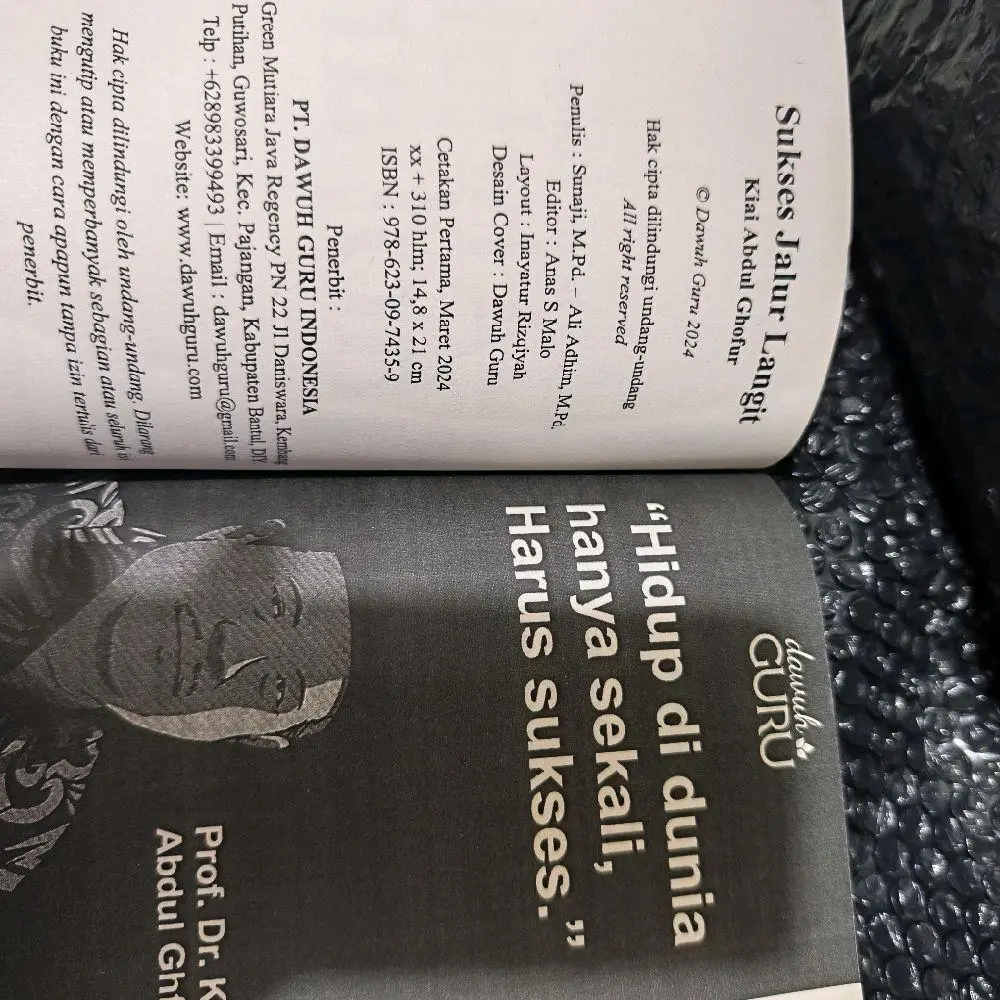 Sukses Jalur Langit
Kiai Abdul Ghofur
© Dawuh Guru 2024
Hak cipta dilindungi undang-undang
All right reserved
Penulis : Sunaji, M.Pd. – Ali Adhim, M.Pd.
Editor : Anas S Malo
Layout : Inayatur Rizqiyah
Desain Cover : Dawuh Guru
Cetakan Pertama, Maret 2024
xx + 310 hlm; 14,8 x 21 cm
ISBN : 978-623-09-7435-9
Penerbit :
PT. DAWUH GURU INDONESIA
Green Mutiara Java Regency PN 22 Jl Daniswara, Kembang
Putihan, Guwosari, Kec. Pajangan, Kabupaten Bantul, DIY.
Telp : +628983399493 | Email : dawuhguru@gmail.com
Website: www.dawuhguru.com
Hak cipta dilindungi oleh undang-undang. Dilarang
mengutip atau memperbanyak sebagian atau seluruh isi
buku ini dengan cara apapun tanpa izin tertulis dari
penerbit.
dawuh
GURU
“Hidup di dunia
hanya sekali,
Harus sukses.”
Prof. Dr. K
Abdul Gh